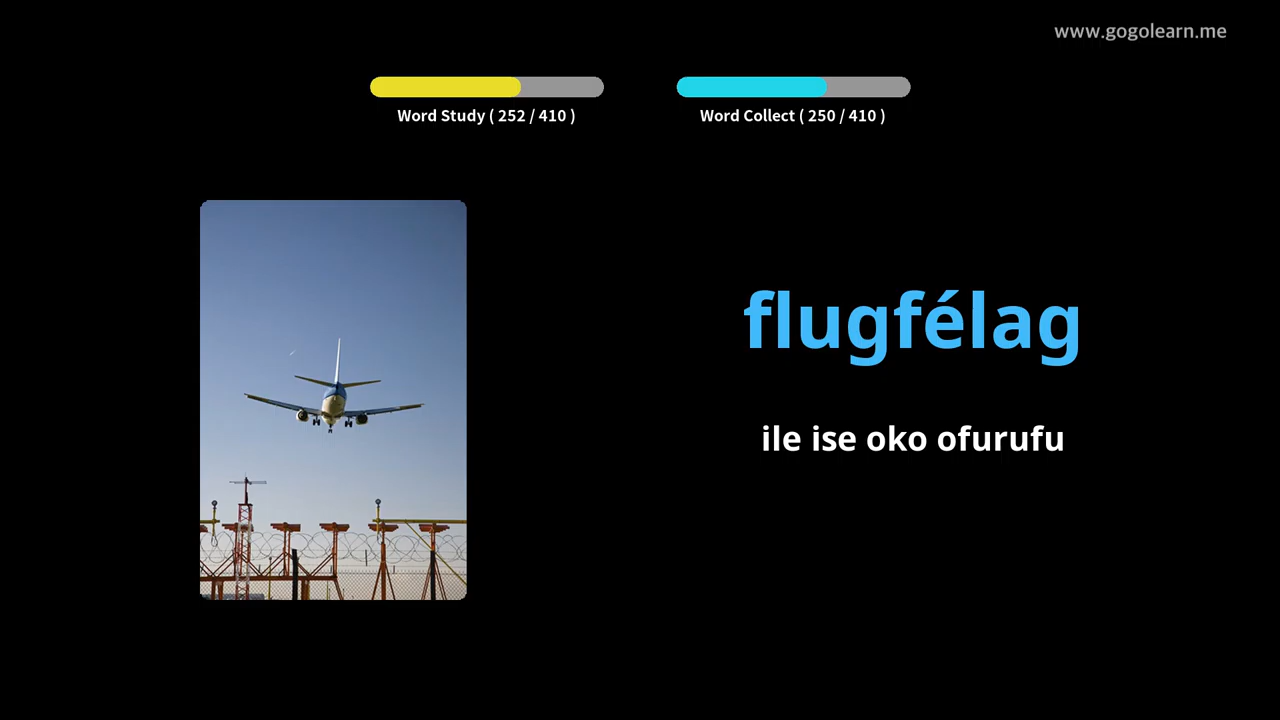 www.gogolearn.me
Word Study ( 252 / 410 )
Word Collect ( 250 / 410 )
flugfélag
ile ise oko ofurufu